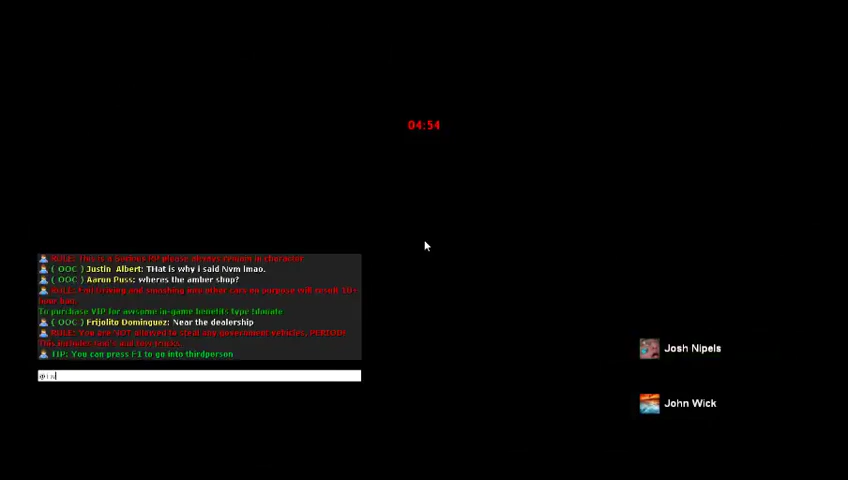 04:54
RULE: This is a Serious RP please always remain in character
( OOC ) Justin Albert: THat is why i said Nvm lmao.
( OOC ) Aarun Puss: wheres the amber shop?
RULE: Fail driving and smashing into other cars on purpose will result 10+
hour ban
To purchase VIP for awsome in-game benefits type !donate
( OOC ) Frijolito Dominguez: Near the dealership
RULE: You are NOT allowed to steal any government vehicles, PERIOD!
This includes taxi's and tow trucks.
TIP: You can press F1 to go into thirdperson
Josh Nipels
John Wick